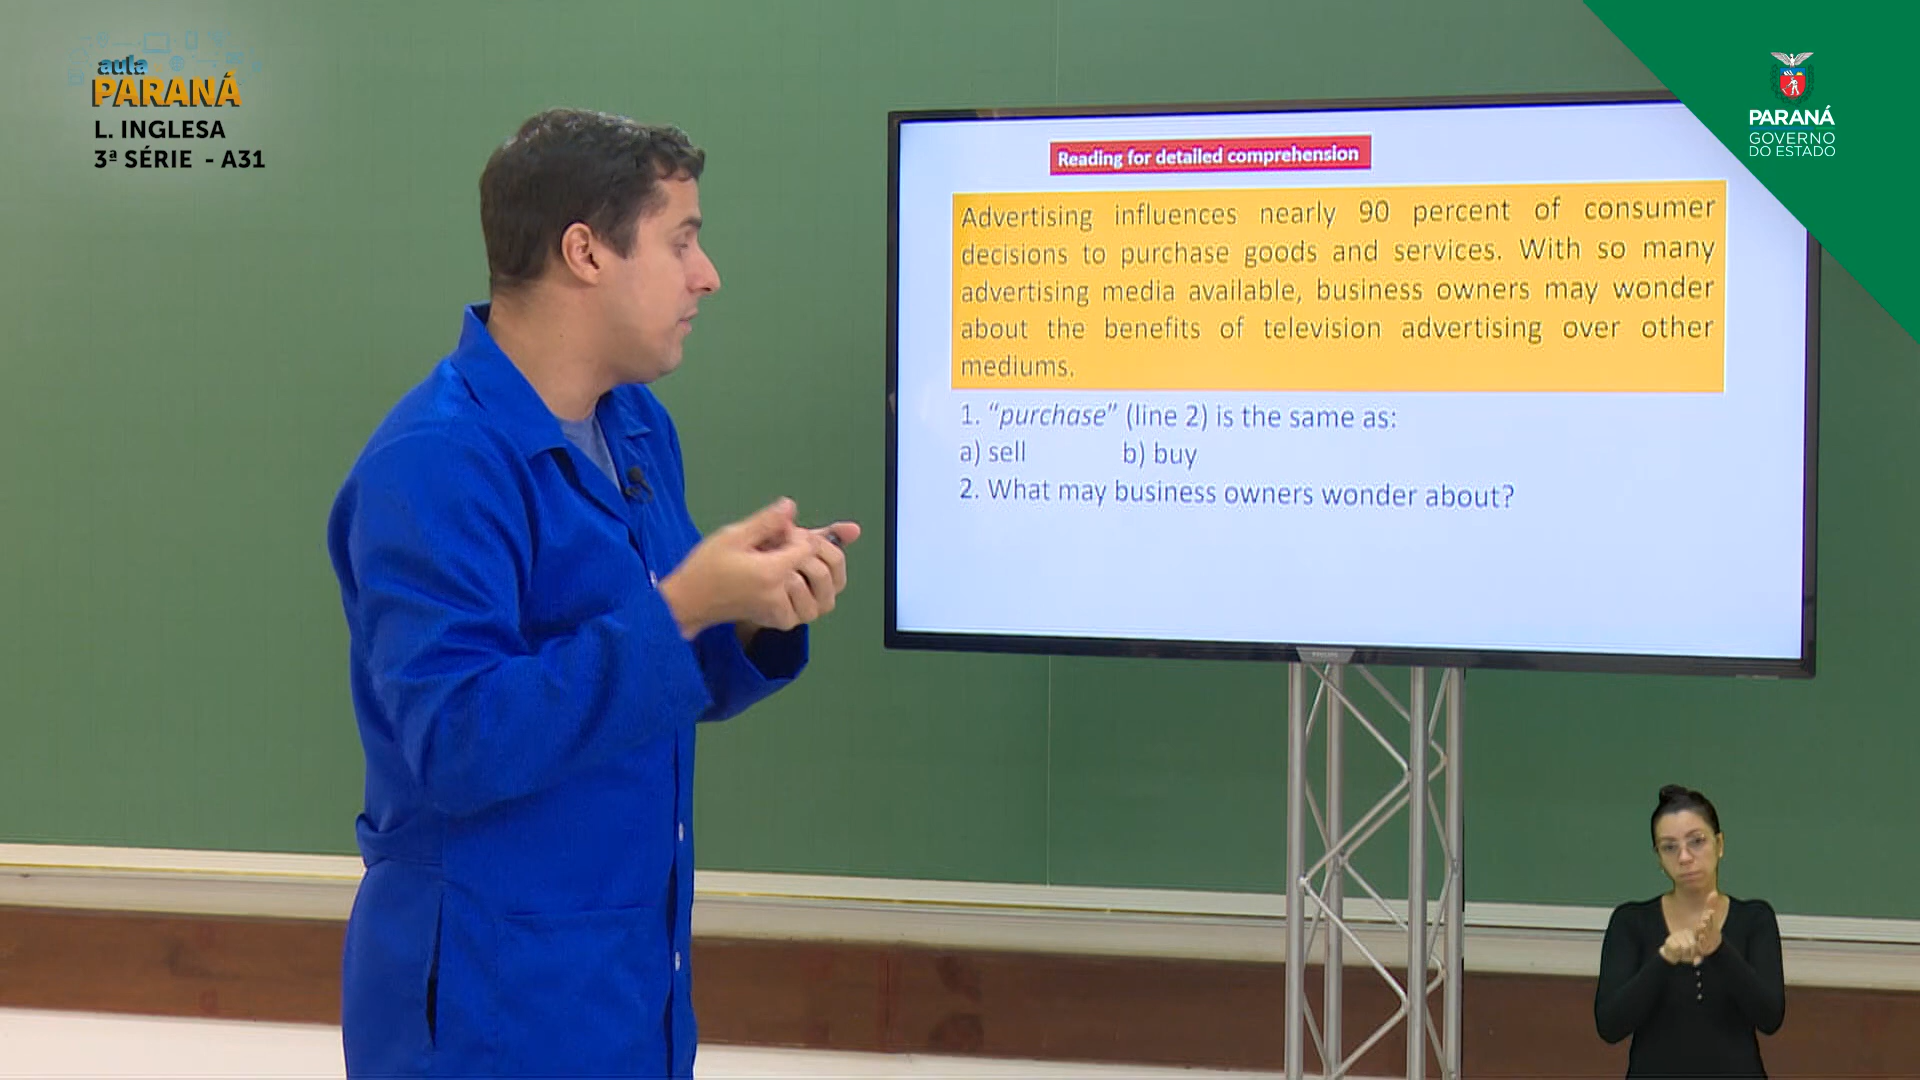 aula
PARANÁ
L. INGLESA
3ª SÉRIE - A31
PARANÁ
GOVERNO
DO ESTADO
Reading for detailed comprehension
Advertising influences nearly 90 percent of consumer
decisions to purchase goods and services. With so many
advertising media available, business owners may wonder
about the benefits of television advertising over other
mediums.
1. “purchase” (line 2) is the same as:
a) sell b) buy
2. What may business owners wonder about?